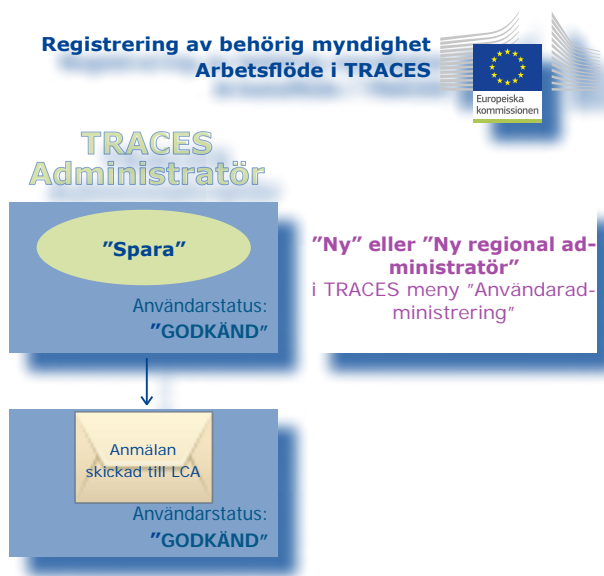 Registrering av behörig myndighet
Arbetsflöde i TRACES
Europeiska
kommissionen
TRACES
Administratör
”Spara”
Användarstatus:
”GODKÄND”
”Ny” eller ”Ny regional ad-
ministratör”
i TRACES meny ”Användarad-
ministrering”
Anmälan
skickad till LCA
Användarstatus:
”GODKÄND”